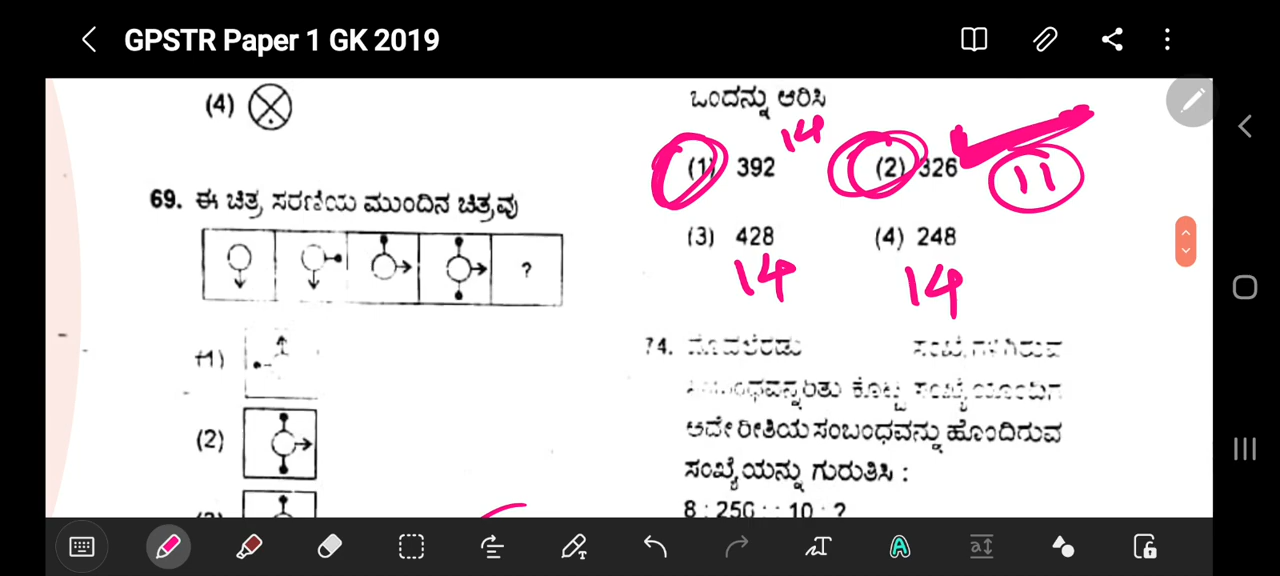 GPSTR Paper 1 GK 2019
(4)
69. ಈ ಚಿತ್ರ ಸರಣಿಯ ಮುಂದಿನ ಚಿತ್ರವು
?
(1)
(2)
ಒಂದನ್ನು ಆರಿಸಿ
(1) 392 14 (2) 326 11
(3) 428 (4) 248
14 14
74.
ಕೊಟ್ಟ
ಅದೇ ರೀತಿಯ ಸಂಬಂಧವನ್ನು ಹೊಂದಿರುವ
ಸಂಖ್ಯೆಯನ್ನು ಗುರುತಿಸಿ :
8 : 256 : : 10 : ?